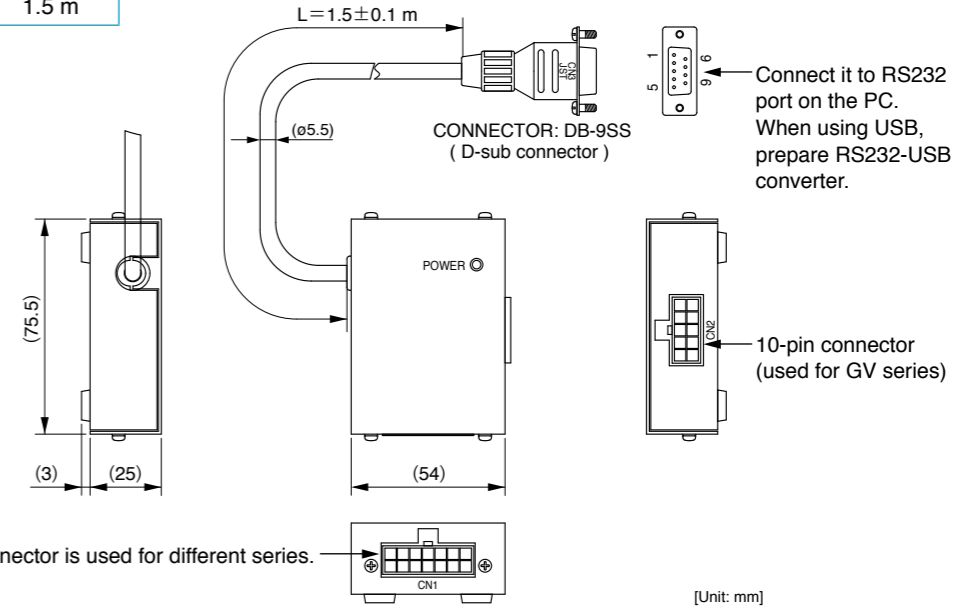 1.5 m
L=1.5±0.1 m
CN3
JST
1
6
5
9
Connect it to RS232
port on the PC.
When using USB,
prepare RS232-USB
converter.
(ø5.5)
CONNECTOR: DB-9SS
( D-sub connector )
POWER
(75.5)
CN2
10-pin connector
(used for GV series)
(3)
(25)
(54)
is used for different series.
CN1
[Unit: mm]